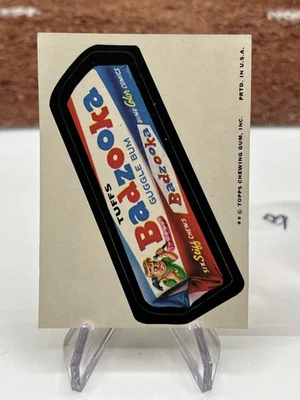 TUFFS
Badzooka
GUGGLE BUM
Badzooka
SIX Stiff CHEWS
** © TOPPS CHEWING GUM, INC. PRTD. IN U.S.A.